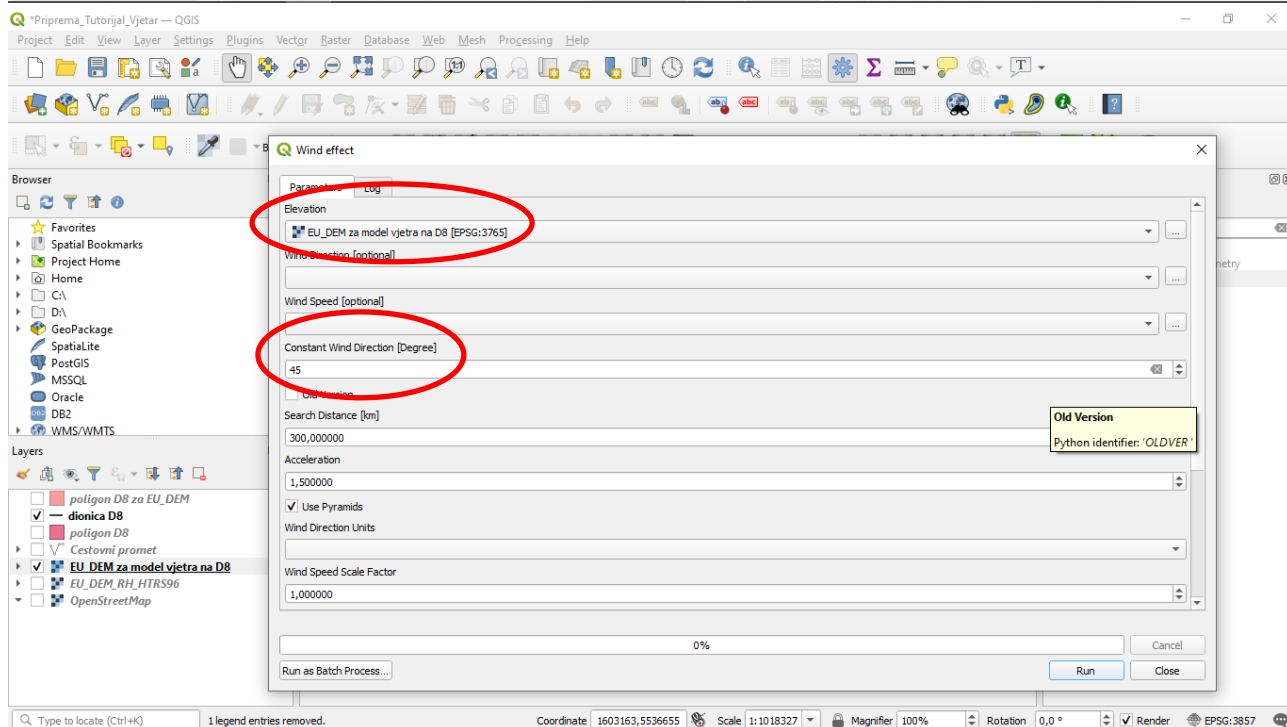 *Priprema_Tutorijal_Vjetar — QGIS
Project Edit View Layer Settings Plugins Vector Raster Database Web Mesh Processing Help
Wind effect
Parameters Log
Elevation
EU_DEM za model vjetra na D8 [EPSG:3765]
Wind Direction [optional]
Wind Speed [optional]
Constant Wind Direction [Degree]
45
Old Version
Search Distance [km]
300,000000
Acceleration
1,500000
Use Pyramids
Wind Direction Units
Wind Speed Scale Factor
1,000000
0%
Cancel
Run as Batch Process...
Run
Close
Old Version
Python identifier: 'OLDVER'
Browser
Favorites
Spatial Bookmarks
Project Home
Home
C:\
D:\
GeoPackage
SpatiaLite
PostGIS
MSSQL
Oracle
DB2
WMS/WMTS
Layers
poligon D8 za EU_DEM
dionica D8
poligon D8
Cestovni promet
EU_DEM za model vjetra na D8
EU_DEM_RH_HTRS96
OpenStreetMap
netry
Type to locate (Ctrl+K)
1 legend entries removed.
Coordinate 1603163,5536655 Scale 1:1018327 Magnifier 100% Rotation 0,0 ° Render EPSG:3857